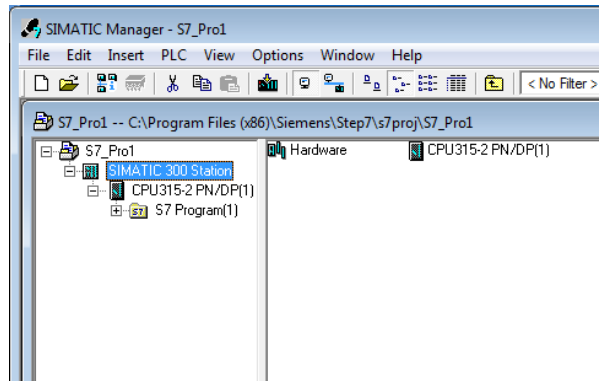 SIMATIC Manager - S7_Pro1
File Edit Insert PLC View Options Window Help
< No Filter >
S7_Pro1 -- C:\Program Files (x86)\Siemens\Step7\s7proj\S7_Pro1
S7_Pro1
SIMATIC 300 Station
CPU315-2 PN/DP(1)
S7 Program(1)
Hardware CPU315-2 PN/DP(1)